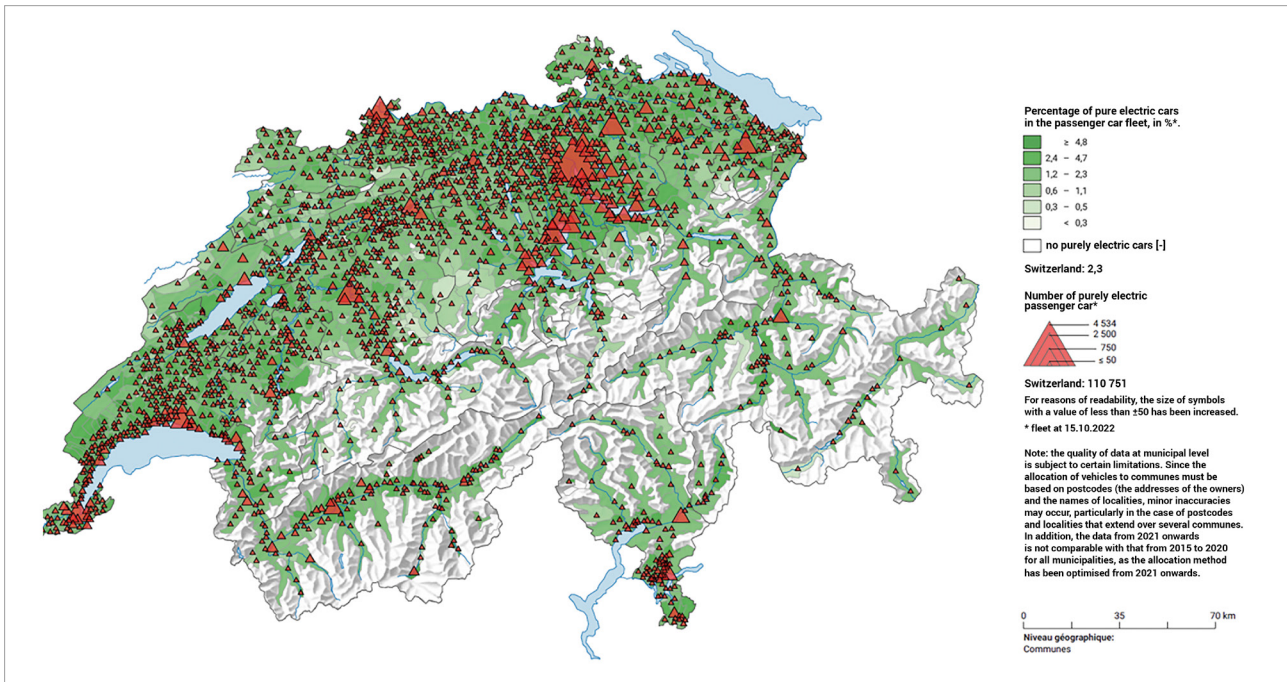 Percentage of pure electric cars
in the passenger car fleet, in %*.
≥ 4,8
2,4 – 4,7
1,2 – 2,3
0,6 – 1,1
0,3 – 0,5
< 0,3
no purely electric cars [-]
Switzerland: 2,3
Number of purely electric
passenger car*
4 534
2 500
750
≤ 50
Switzerland: 110 751
For reasons of readability, the size of symbols
with a value of less than ±50 has been increased.
* fleet at 15.10.2022
Note: the quality of data at municipal level
is subject to certain limitations. Since the
allocation of vehicles to communes must be
based on postcodes (the addresses of the owners)
and the names of localities, minor inaccuracies
may occur, particularly in the case of postcodes
and localities that extend over several communes.
In addition, the data from 2021 onwards
is not comparable with that from 2015 to 2020
for all municipalities, as the allocation method
has been optimised from 2021 onwards.
0 35 70 km
Niveau géographique:
Communes